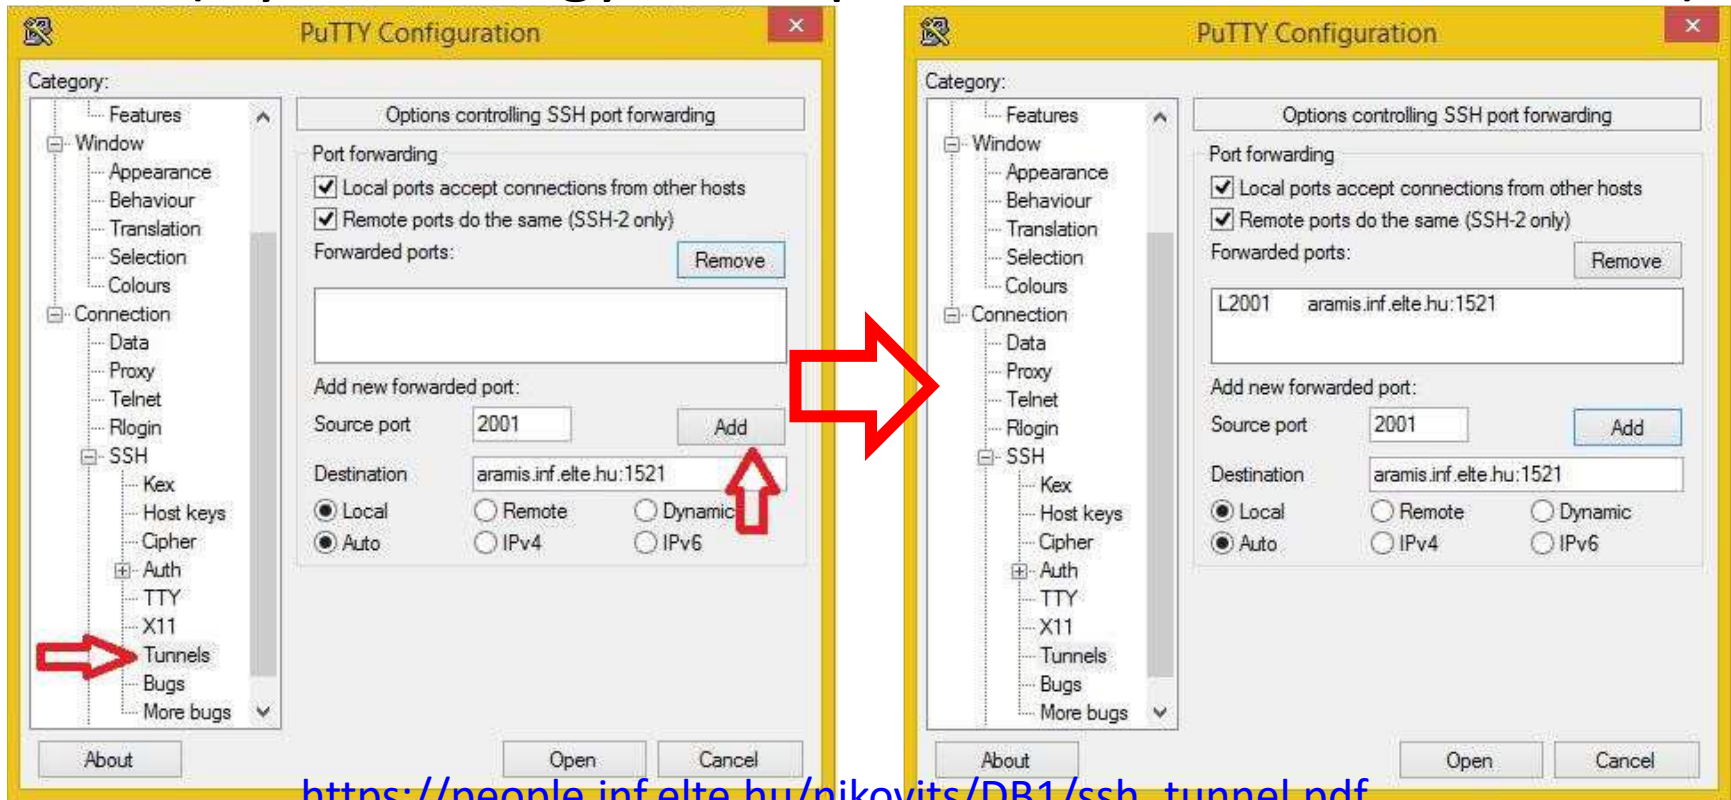 PuTTY Configuration
Category:
Features
Window
Appearance
Behaviour
Translation
Selection
Colours
Connection
Data
Proxy
Telnet
Rlogin
SSH
Kex
Host keys
Cipher
Auth
TTY
X11
Tunnels
Bugs
More bugs
Options controlling SSH port forwarding
Port forwarding
Local ports accept connections from other hosts
Remote ports do the same (SSH-2 only)
Forwarded ports:
Remove
Add new forwarded port:
Source port 2001 Add
Destination aramis.inf.elte.hu:1521
Local Remote Dynamic
Auto IPv4 IPv6
About Open Cancel
PuTTY Configuration
Category:
Features
Window
Appearance
Behaviour
Translation
Selection
Colours
Connection
Data
Proxy
Telnet
Rlogin
SSH
Kex
Host keys
Cipher
Auth
TTY
X11
Tunnels
Bugs
More bugs
Options controlling SSH port forwarding
Port forwarding
Local ports accept connections from other hosts
Remote ports do the same (SSH-2 only)
Forwarded ports:
Remove
L2001 aramis.inf.elte.hu:1521
Add new forwarded port:
Source port 2001 Add
Destination aramis.inf.elte.hu:1521
Local Remote Dynamic
Auto IPv4 IPv6
About Open Cancel
https://people.inf.elte.hu/nikovits/DB1/ssh_tunnel.pdf